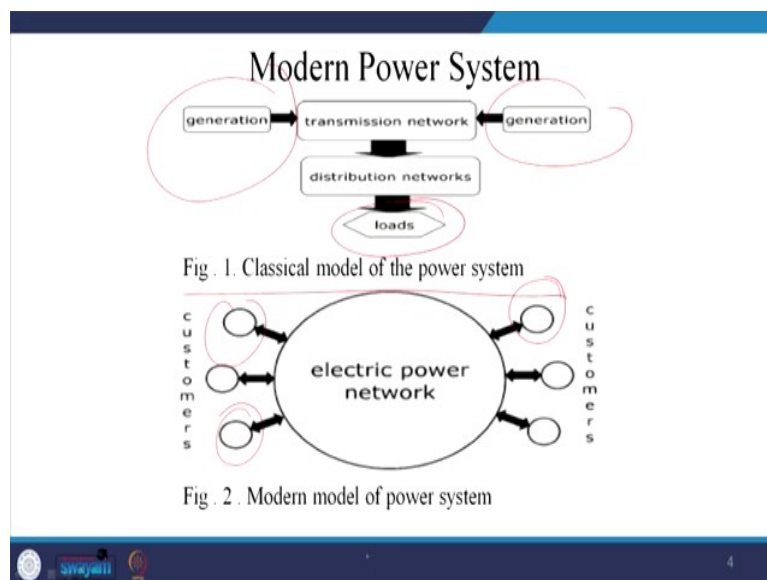 Modern Power System
generation
transmission network
generation
distribution networks
loads
Fig . 1. Classical model of the power system
customers
electric power
network
customers
Fig . 2 . Modern model of power system
swayam
4